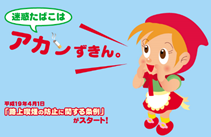 迷惑たばこは
アカンずきん。
平成19年4月1日
「路上喫煙の防止に関する条例」
がスタート!